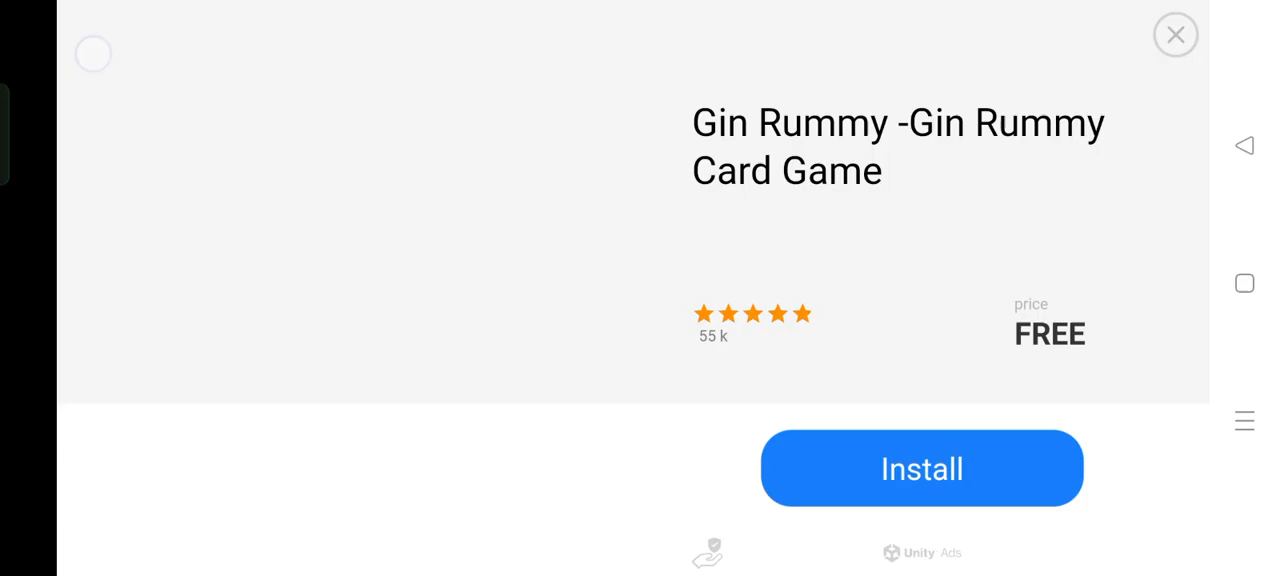 Gin Rummy -Gin Rummy
Card Game
55 k
price
FREE
Install
Unity Ads